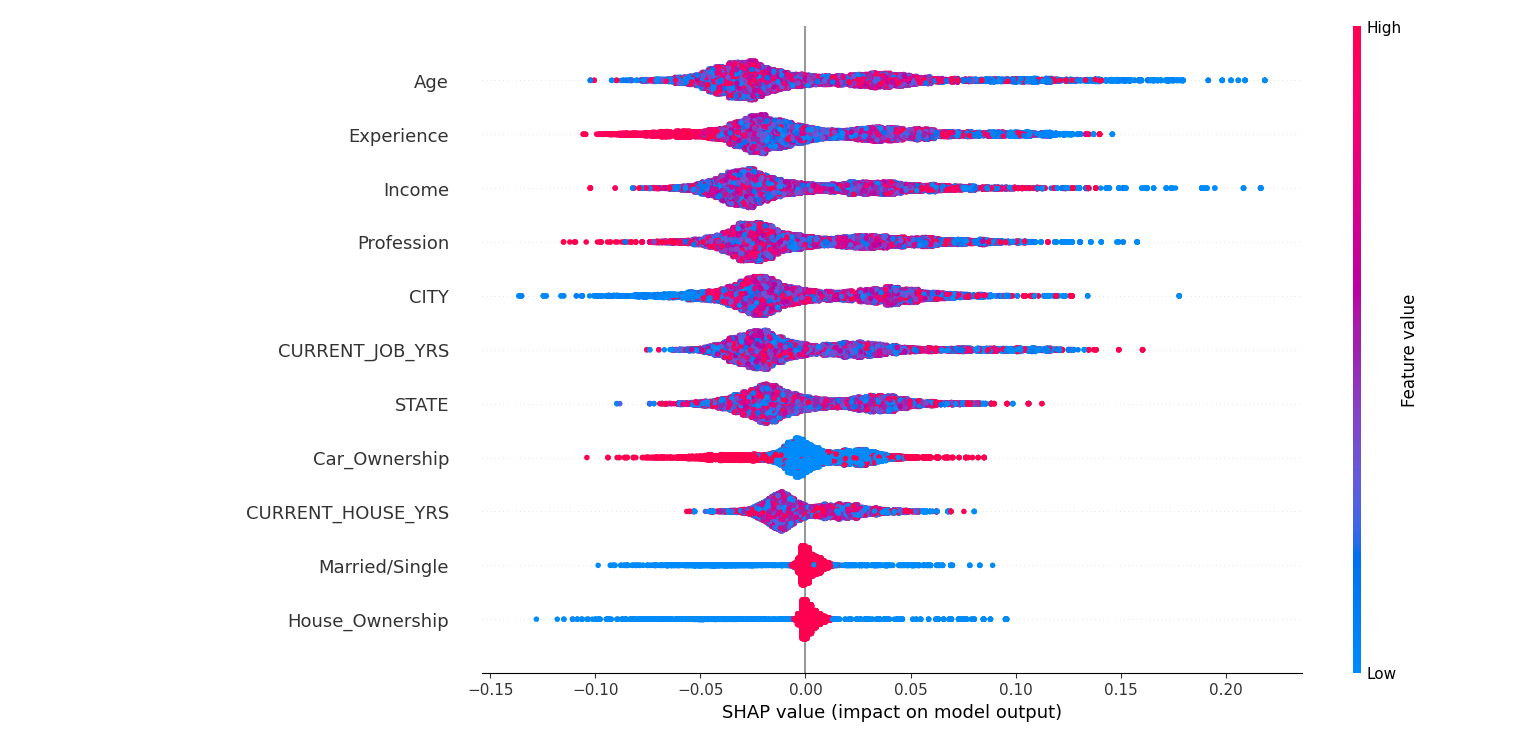 High
Age
Experience
Income
Profession
CITY
CURRENT_JOB_YRS
STATE
Car_Ownership
CURRENT_HOUSE_YRS
Married/Single
House_Ownership
Feature value
Low
−0.15 −0.10 −0.05 0.00 0.05 0.10 0.15 0.20
SHAP value (impact on model output)